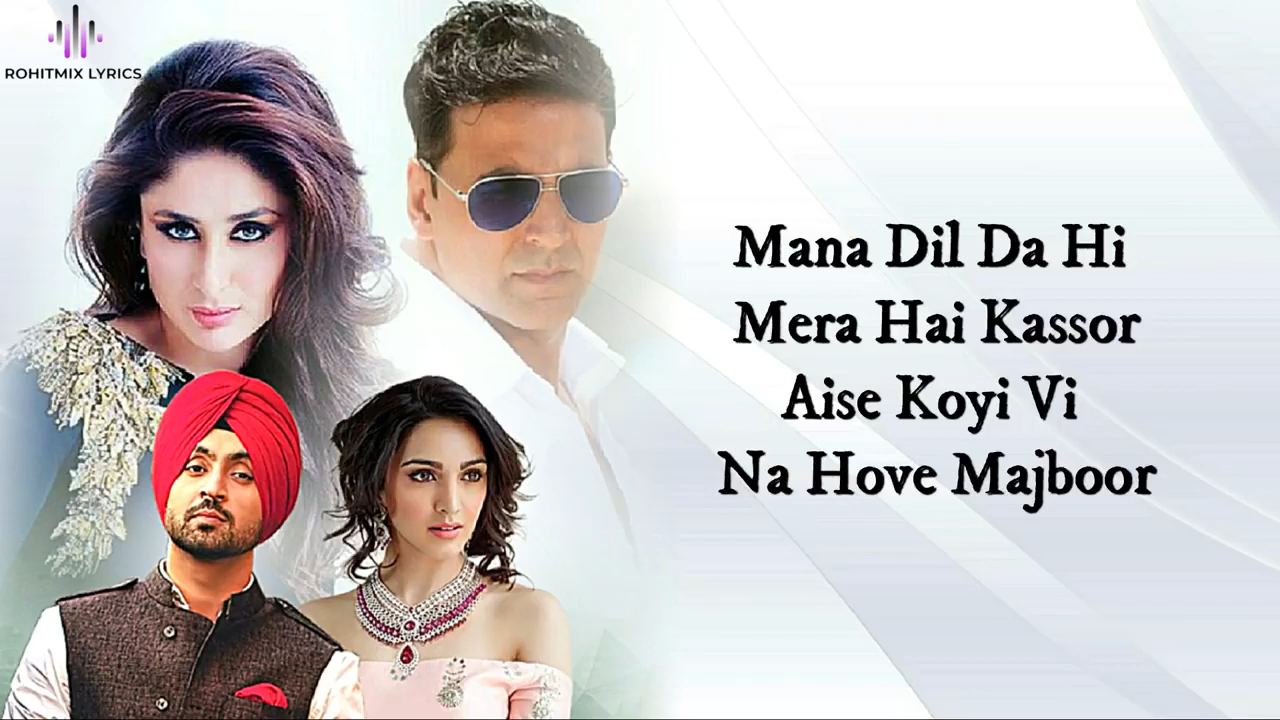 ROHITMIX LYRICS
Mana Dil Da Hi
Mera Hai Kassor
Aise Koyi Vi
Na Hove Majboor